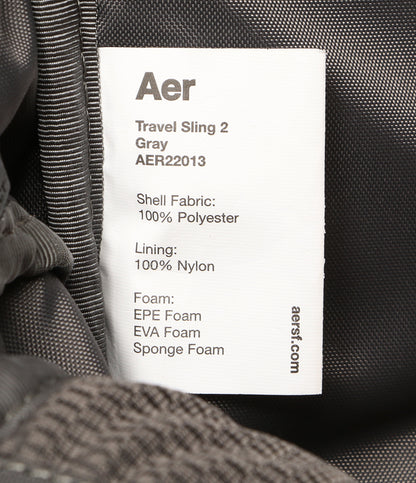 Aer
Travel Sling 2
Gray
AER22013
Shell Fabric:
100% Polyester
Lining:
100% Nylon
Foam:
EPE Foam
EVA Foam
Sponge Foam
aersf.com